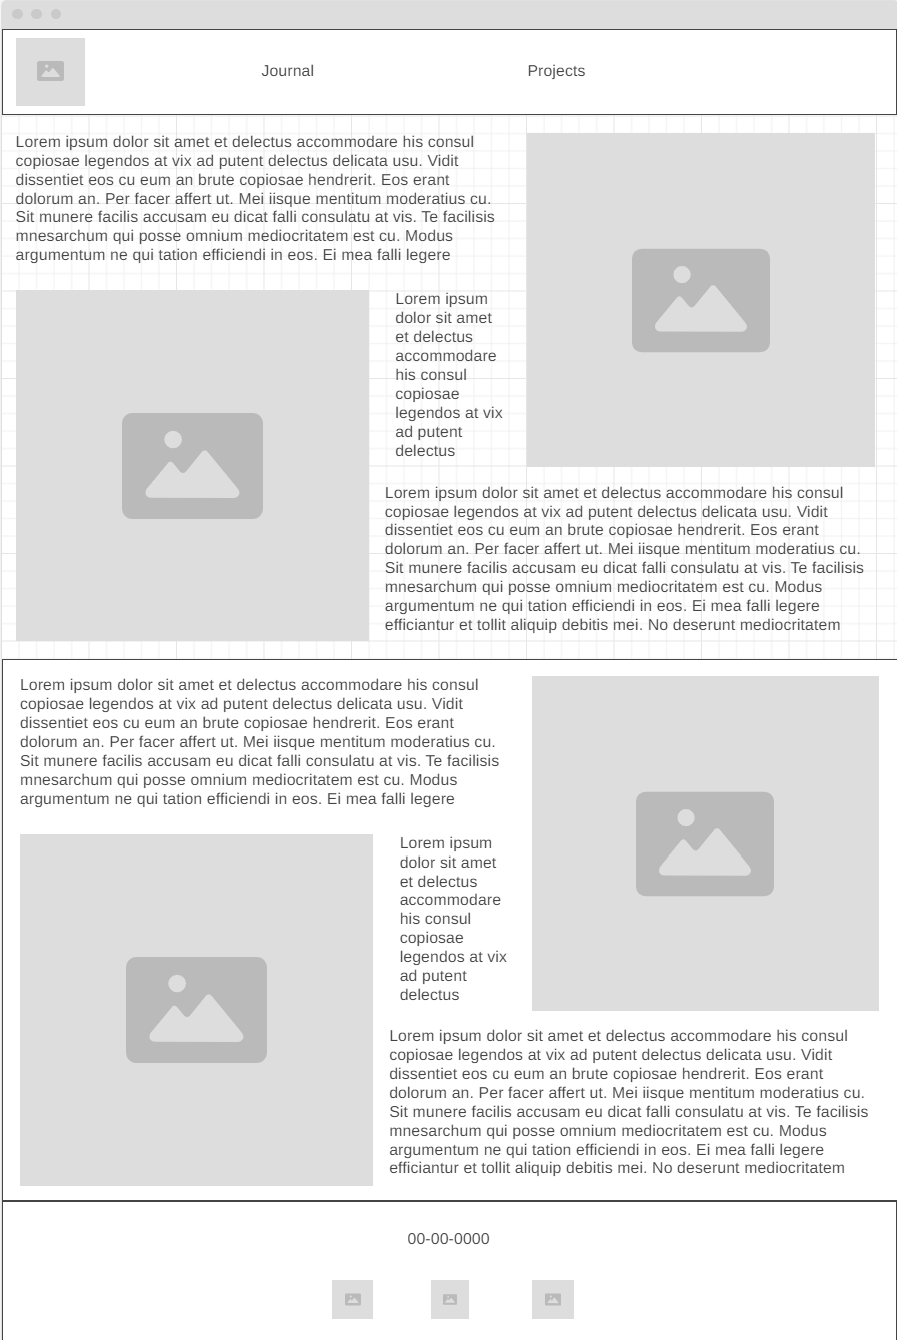 Journal
Projects
Lorem ipsum dolor sit amet et delectus accommodare his consul
copiosae legendos at vix ad putent delectus delicata usu. Vidit
dissentiet eos cu eum an brute copiosae hendrerit. Eos erant
dolorum an. Per facer affert ut. Mei iisque mentitum moderatius cu.
Sit munere facilis accusam eu dicat falli consulatu at vis. Te facilisis
mnesarchum qui posse omnium mediocritatem est cu. Modus
argumentum ne qui tation efficiendi in eos. Ei mea falli legere
Lorem ipsum
dolor sit amet
et delectus
accommodare
his consul
copiosae
legendos at vix
ad putent
delectus
Lorem ipsum dolor sit amet et delectus accommodare his consul
copiosae legendos at vix ad putent delectus delicata usu. Vidit
dissentiet eos cu eum an brute copiosae hendrerit. Eos erant
dolorum an. Per facer affert ut. Mei iisque mentitum moderatius cu.
Sit munere facilis accusam eu dicat falli consulatu at vis. Te facilisis
mnesarchum qui posse omnium mediocritatem est cu. Modus
argumentum ne qui tation efficiendi in eos. Ei mea falli legere
efficiantur et tollit aliquip debitis mei. No deserunt mediocritatem
Lorem ipsum dolor sit amet et delectus accommodare his consul
copiosae legendos at vix ad putent delectus delicata usu. Vidit
dissentiet eos cu eum an brute copiosae hendrerit. Eos erant
dolorum an. Per facer affert ut. Mei iisque mentitum moderatius cu.
Sit munere facilis accusam eu dicat falli consulatu at vis. Te facilisis
mnesarchum qui posse omnium mediocritatem est cu. Modus
argumentum ne qui tation efficiendi in eos. Ei mea falli legere
Lorem ipsum
dolor sit amet
et delectus
accommodare
his consul
copiosae
legendos at vix
ad putent
delectus
Lorem ipsum dolor sit amet et delectus accommodare his consul
copiosae legendos at vix ad putent delectus delicata usu. Vidit
dissentiet eos cu eum an brute copiosae hendrerit. Eos erant
dolorum an. Per facer affert ut. Mei iisque mentitum moderatius cu.
Sit munere facilis accusam eu dicat falli consulatu at vis. Te facilisis
mnesarchum qui posse omnium mediocritatem est cu. Modus
argumentum ne qui tation efficiendi in eos. Ei mea falli legere
efficiantur et tollit aliquip debitis mei. No deserunt mediocritatem
00-00-0000